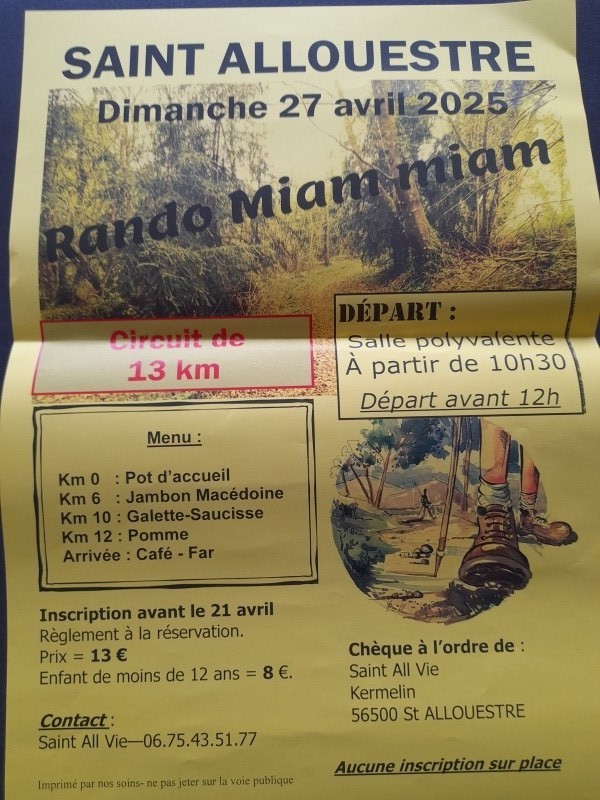 SAINT ALLOUESTRE
Dimanche 27 avril 2025
Rando Miam miam
Circuit de
13 km
DÉPART :
Salle polyvalente
À partir de 10h30
Départ avant 12h
Menu :
Km 0 : Pot d'accueil
Km 6 : Jambon Macédoine
Km 10 : Galette-Saucisse
Km 12 : Pomme
Arrivée : Café - Far
Inscription avant le 21 avril
Règlement à la réservation.
Prix = 13 €
Enfant de moins de 12 ans = 8 €.
Contact :
Saint All Vie—06.75.43.51.77
Imprimé par nos soins- ne pas jeter sur la voie publique
Chèque à l'ordre de :
Saint All Vie
Kermelin
56500 St ALLOUESTRE
Aucune inscription sur place